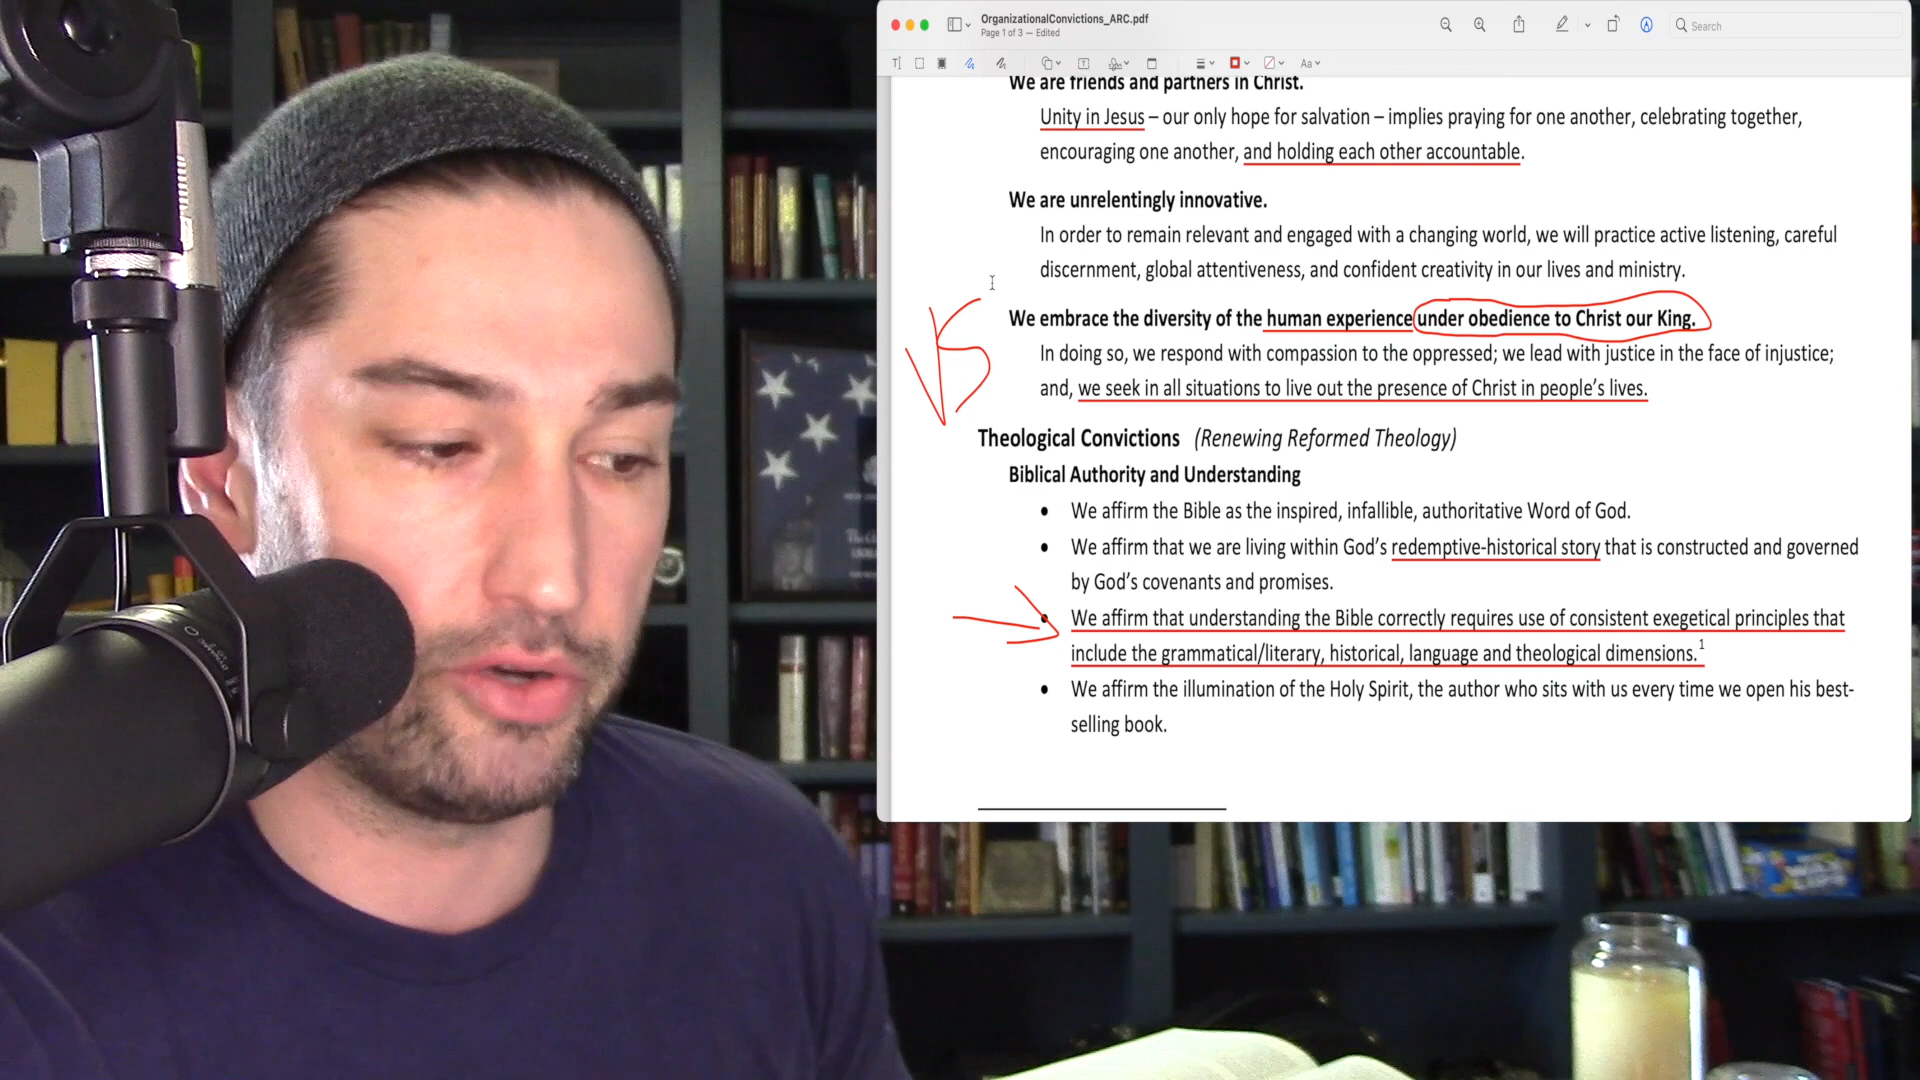 OrganizationalConvictions_ARC.pdf
Page 1 of 3 — Edited
Search
Aa
We are friends and partners in Christ.
Unity in Jesus – our only hope for salvation – implies praying for one another, celebrating together,
encouraging one another, and holding each other accountable.
We are unrelentingly innovative.
In order to remain relevant and engaged with a changing world, we will practice active listening, careful
discernment, global attentiveness, and confident creativity in our lives and ministry.
We embrace the diversity of the human experience under obedience to Christ our King.
In doing so, we respond with compassion to the oppressed; we lead with justice in the face of injustice;
and, we seek in all situations to live out the presence of Christ in people’s lives.
Theological Convictions (Renewing Reformed Theology)
Biblical Authority and Understanding
• We affirm the Bible as the inspired, infallible, authoritative Word of God.
• We affirm that we are living within God’s redemptive-historical story that is constructed and governed
by God’s covenants and promises.
• We affirm that understanding the Bible correctly requires use of consistent exegetical principles that
include the grammatical/literary, historical, language and theological dimensions.1
• We affirm the illumination of the Holy Spirit, the author who sits with us every time we open his best-
selling book.